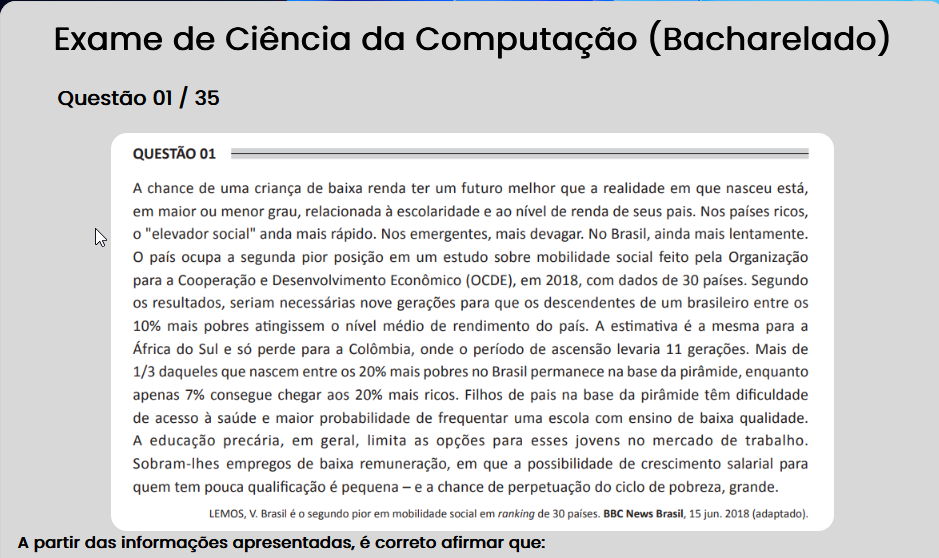 Exame de Ciência da Computação (Bacharelado)
Questão 01 / 35
QUESTÃO 01
A chance de uma criança de baixa renda ter um futuro melhor que a realidade em que nasceu está,
em maior ou menor grau, relacionada à escolaridade e ao nível de renda de seus pais. Nos países ricos,
o "elevador social" anda mais rápido. Nos emergentes, mais devagar. No Brasil, ainda mais lentamente.
O país ocupa a segunda pior posição em um estudo sobre mobilidade social feito pela Organização
para a Cooperação e Desenvolvimento Econômico (OCDE), em 2018, com dados de 30 países. Segundo
os resultados, seriam necessárias nove gerações para que os descendentes de um brasileiro entre os
10% mais pobres atingissem o nível médio de rendimento do país. A estimativa é a mesma para a
África do Sul e só perde para a Colômbia, onde o período de ascensão levaria 11 gerações. Mais de
1/3 daqueles que nascem entre os 20% mais pobres no Brasil permanece na base da pirâmide, enquanto
apenas 7% consegue chegar aos 20% mais ricos. Filhos de pais na base da pirâmide têm dificuldade
de acesso à saúde e maior probabilidade de frequentar uma escola com ensino de baixa qualidade.
A educação precária, em geral, limita as opções para esses jovens no mercado de trabalho.
Sobram-lhes empregos de baixa remuneração, em que a possibilidade de crescimento salarial para
quem tem pouca qualificação é pequena – e a chance de perpetuação do ciclo de pobreza, grande.
LEMOS, V. Brasil é o segundo pior em mobilidade social em ranking de 30 países. BBC News Brasil, 15 jun. 2018 (adaptado).
A partir das informações apresentadas, é correto afirmar que: